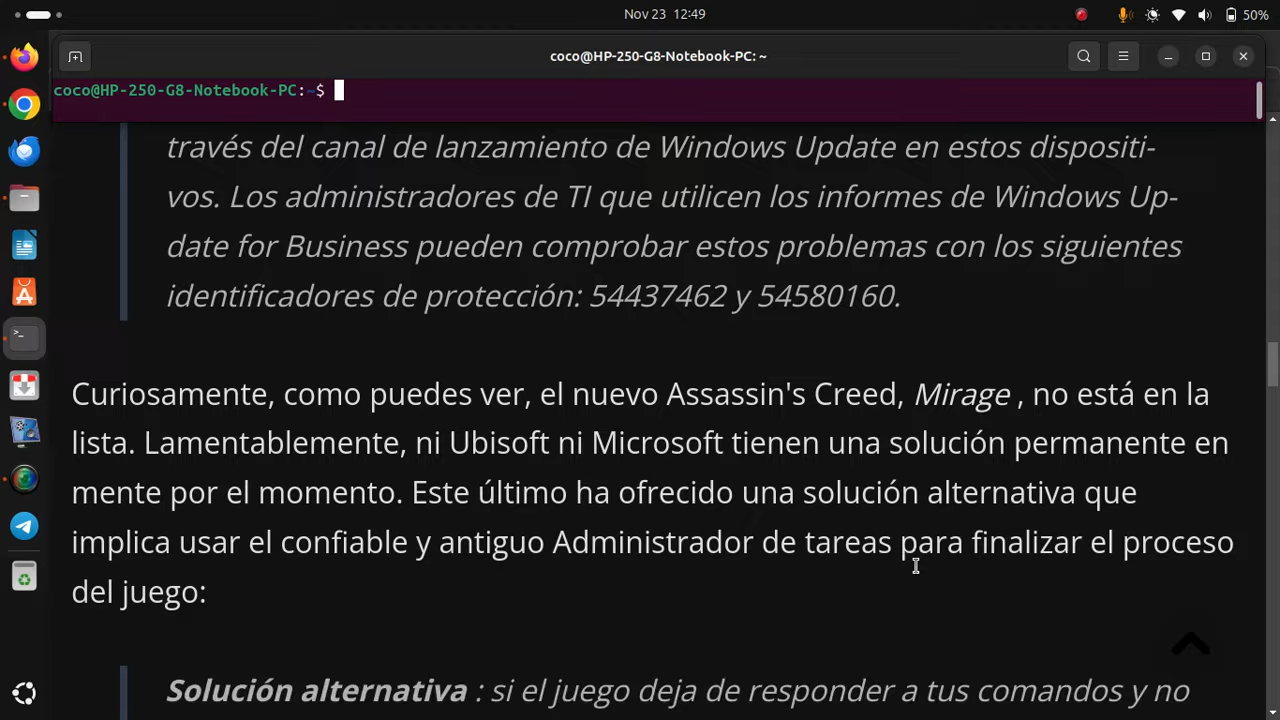 Nov 23 12:49
50%
coco@HP-250-G8-Notebook-PC: ~
coco@HP-250-G8-Notebook-PC:~$
través del canal de lanzamiento de Windows Update en estos dispositi-
vos. Los administradores de TI que utilicen los informes de Windows Up-
date for Business pueden comprobar estos problemas con los siguientes
identificadores de protección: 54437462 y 54580160.
Curiosamente, como puedes ver, el nuevo Assassin's Creed, Mirage , no está en la
lista. Lamentablemente, ni Ubisoft ni Microsoft tienen una solución permanente en
mente por el momento. Este último ha ofrecido una solución alternativa que
implica usar el confiable y antiguo Administrador de tareas para finalizar el proceso
del juego:
Solución alternativa : si el juego deja de responder a tus comandos y no